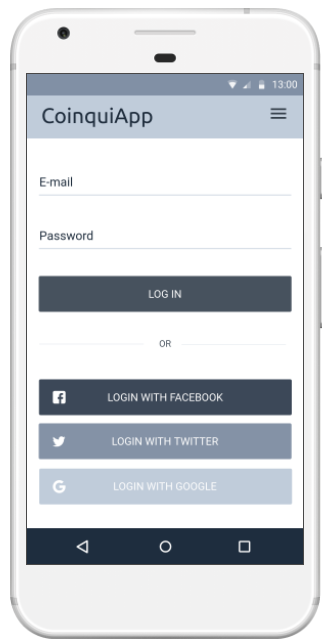 13:00
CoinquiApp
E-mail
Password
LOG IN
OR
LOGIN WITH FACEBOOK
LOGIN WITH TWITTER
LOGIN WITH GOOGLE